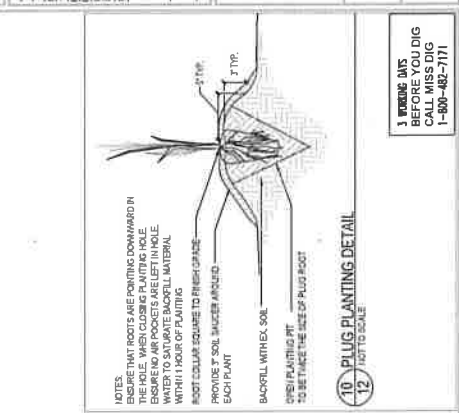 NOTES:
ENSURE THAT ROOTS ARE POINTING DOWNWARD IN
THE HOLE. WHEN CLOSING PLANTING HOLE.
ENSURE NO AIR POCKETS ARE LEFT IN HOLE.
WATER TO SATURATE BACKFILL MATERIAL
WITHIN 1 HOUR OF PLANTING
ROOT COLLAR SQUARE TO FINISH GRADE
PROVIDE 3" SOIL SAUCER AROUND
EACH PLANT
BACKFILL WITH EX. SOIL
OPEN PLANTING PIT
TO BE TWICE THE SIZE OF PLUG ROOT
TYP.
3" TYP.
10 PLUG PLANTING DETAIL
12 NOT TO SCALE
3 WORKING DAYS
BEFORE YOU DIG
CALL MISS DIG
1-800-482-7171